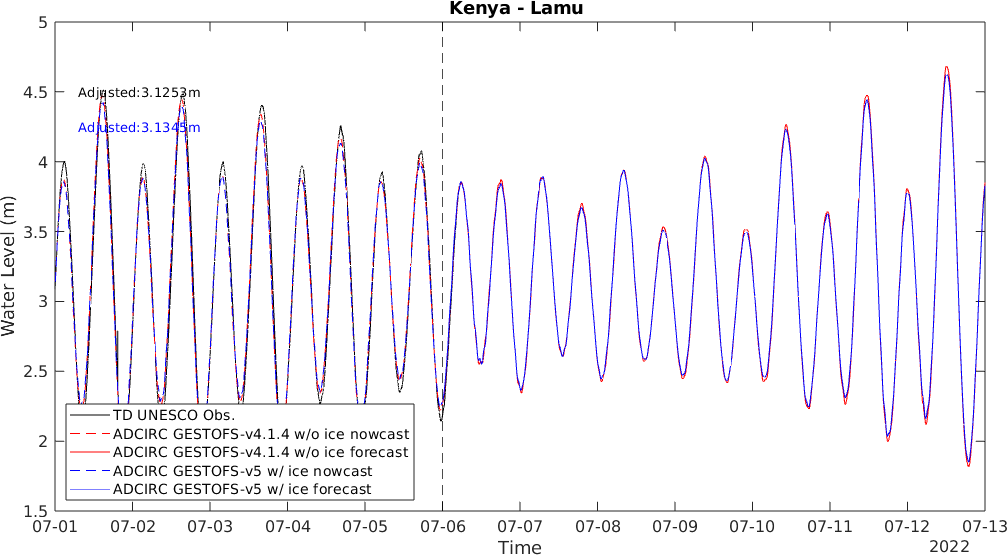 Kenya - Lamu
5
4.5
4
3.5
3
2.5
2
1.5
Water Level (m)
Adjusted:3.1253m
Adjusted:3.1345m
TD UNESCO Obs.
ADCIRC GESTOFS-v4.1.4 w/o ice nowcast
ADCIRC GESTOFS-v4.1.4 w/o ice forecast
ADCIRC GESTOFS-v5 w/ ice nowcast
ADCIRC GESTOFS-v5 w/ ice forecast
07-01 07-02 07-03 07-04 07-05 07-06 07-07 07-08 07-09 07-10 07-11 07-12 07-13
Time
2022